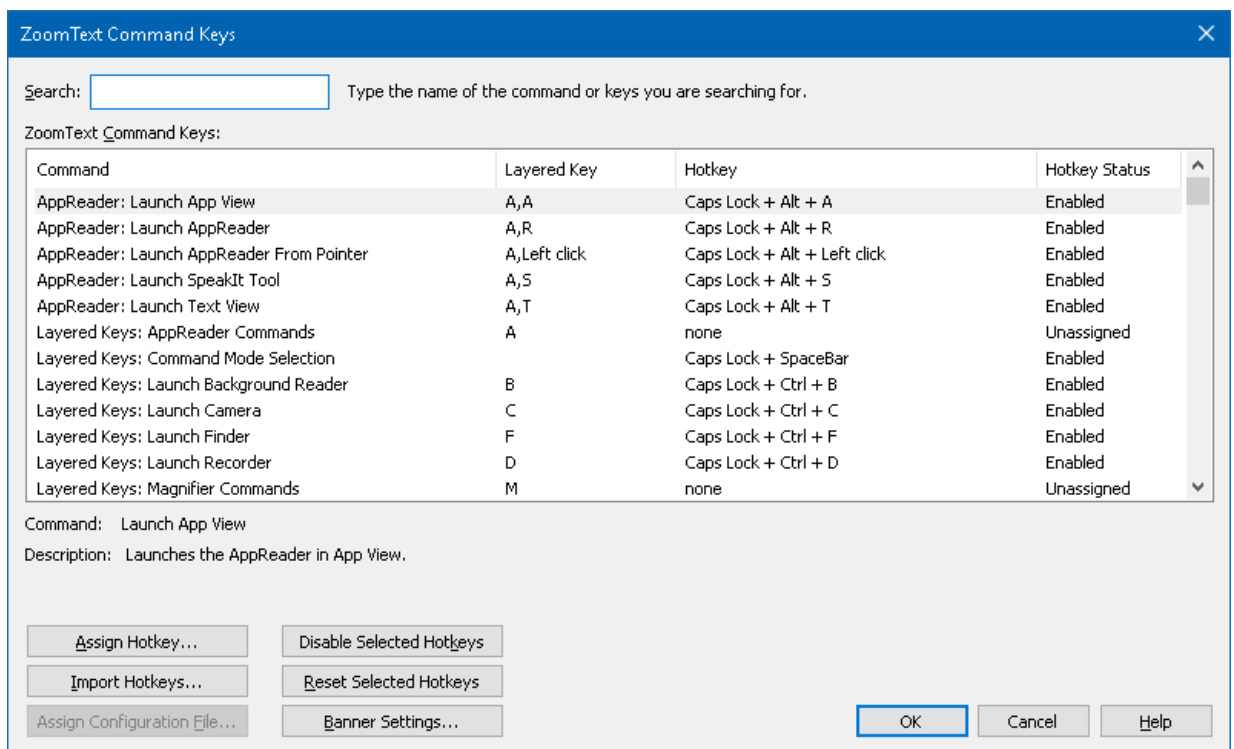 ZoomText Command Keys
Search: Type the name of the command or keys you are searching for.
ZoomText Command Keys:
Command Layered Key Hotkey Hotkey Status
AppReader: Launch App View A,A Caps Lock + Alt + A Enabled
AppReader: Launch AppReader A,R Caps Lock + Alt + R Enabled
AppReader: Launch AppReader From Pointer A,Left click Caps Lock + Alt + Left click Enabled
AppReader: Launch SpeakIt Tool A,S Caps Lock + Alt + S Enabled
AppReader: Launch Text View A,T Caps Lock + Alt + T Enabled
Layered Keys: AppReader Commands A none Unassigned
Layered Keys: Command Mode Selection Caps Lock + SpaceBar Enabled
Layered Keys: Launch Background Reader B Caps Lock + Ctrl + B Enabled
Layered Keys: Launch Camera C Caps Lock + Ctrl + C Enabled
Layered Keys: Launch Finder F Caps Lock + Ctrl + F Enabled
Layered Keys: Launch Recorder D Caps Lock + Ctrl + D Enabled
Layered Keys: Magnifier Commands M none Unassigned
Command: Launch App View
Description: Launches the AppReader in App View.
Assign Hotkey... Disable Selected Hotkeys
Import Hotkeys... Reset Selected Hotkeys
Assign Configuration File... Banner Settings... OK Cancel Help